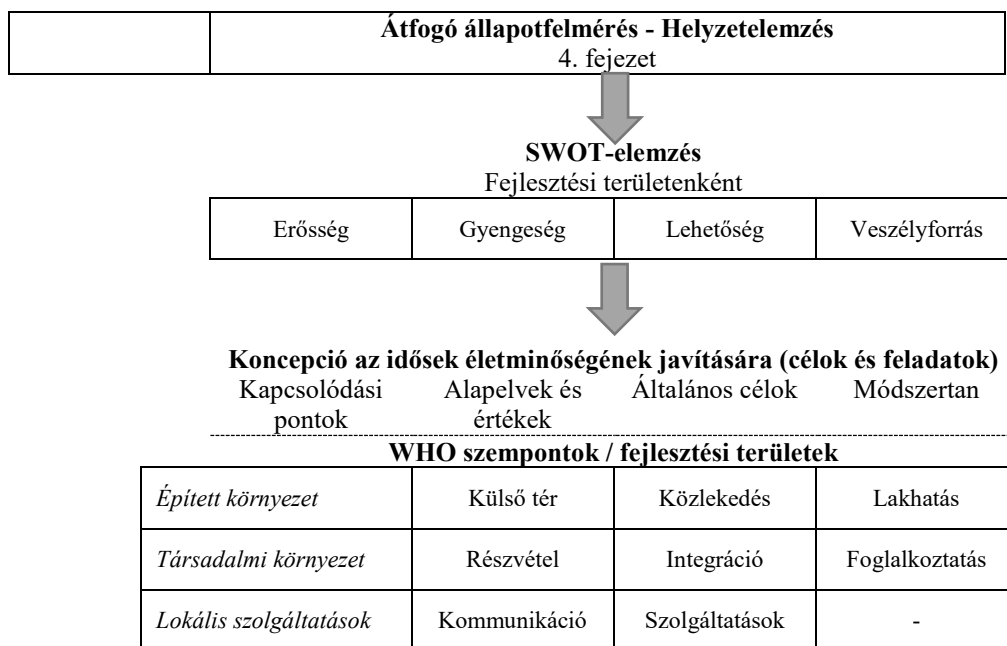 Átfogó állapotfelmérés - Helyzetelemzés
4. fejezet
SWOT-elemzés
Fejlesztési területenként
Erősség Gyengeség Lehetőség Veszélyforrás
Koncepció az idősek életminőségének javítására (célok és feladatok)
Kapcsolódási Alapelvek és Általános célok Módszertan
pontok értékek
WHO szempontok / fejlesztési területek
Épített környezet Külső tér Közlekedés Lakhatás
Társadalmi környezet Részvétel Integráció Foglalkoztatás
Lokális szolgáltatások Kommunikáció Szolgáltatások -